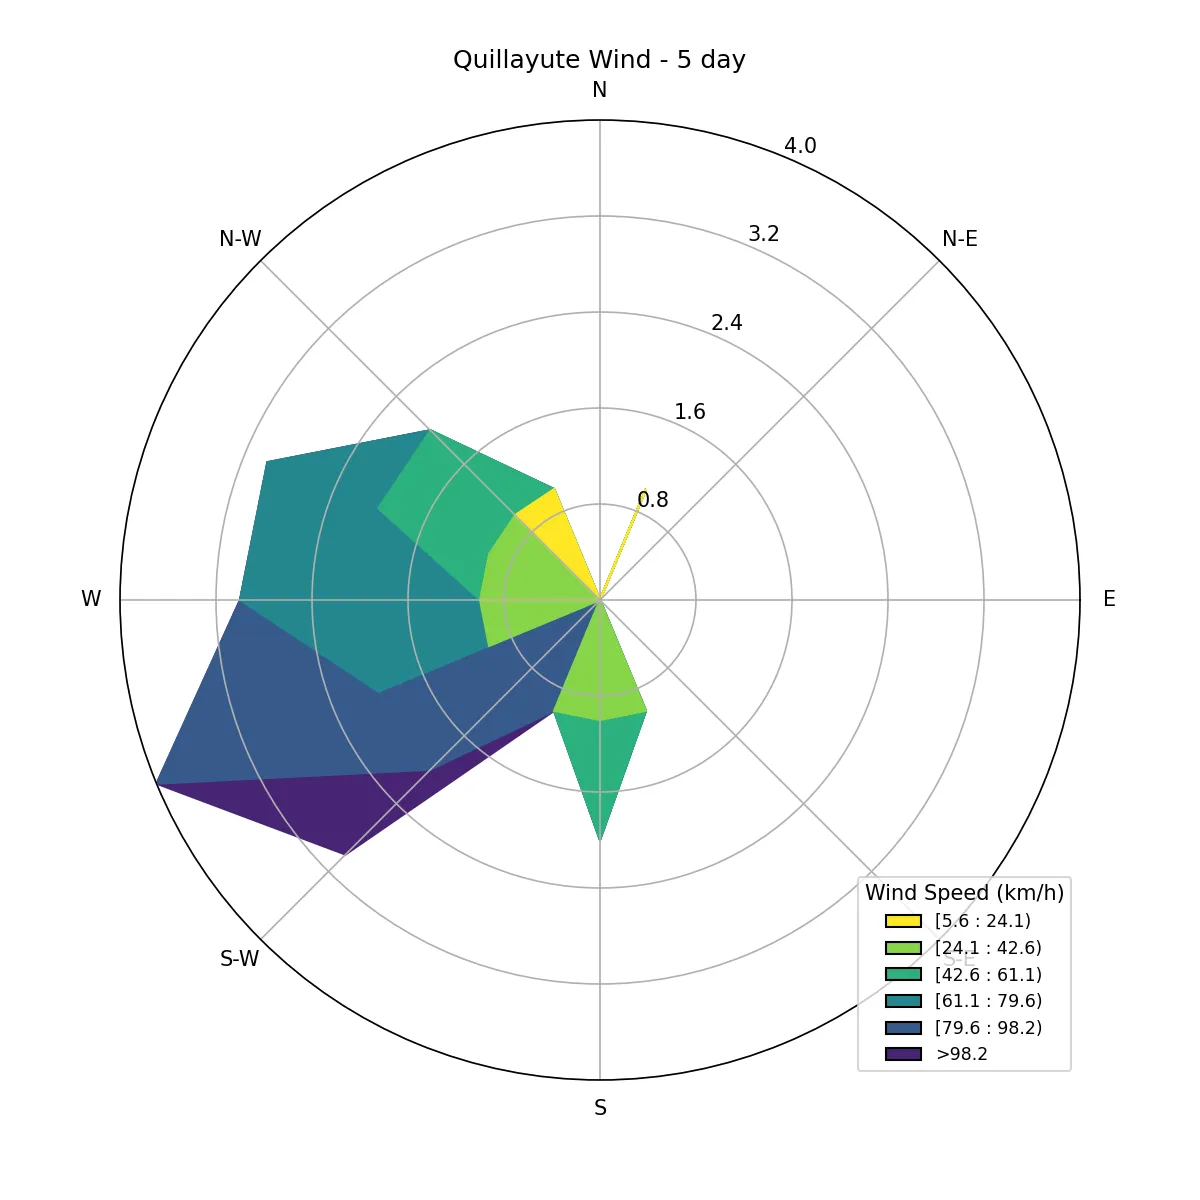 Quillayute Wind - 5 day
N
4.0
N-W
3.2
N-E
2.4
1.6
0.8
W
E
Wind Speed (km/h)
[5.6 : 24.1)
[24.1 : 42.6)
S-W
S-E
[42.6 : 61.1)
[61.1 : 79.6)
[79.6 : 98.2)
>98.2
S